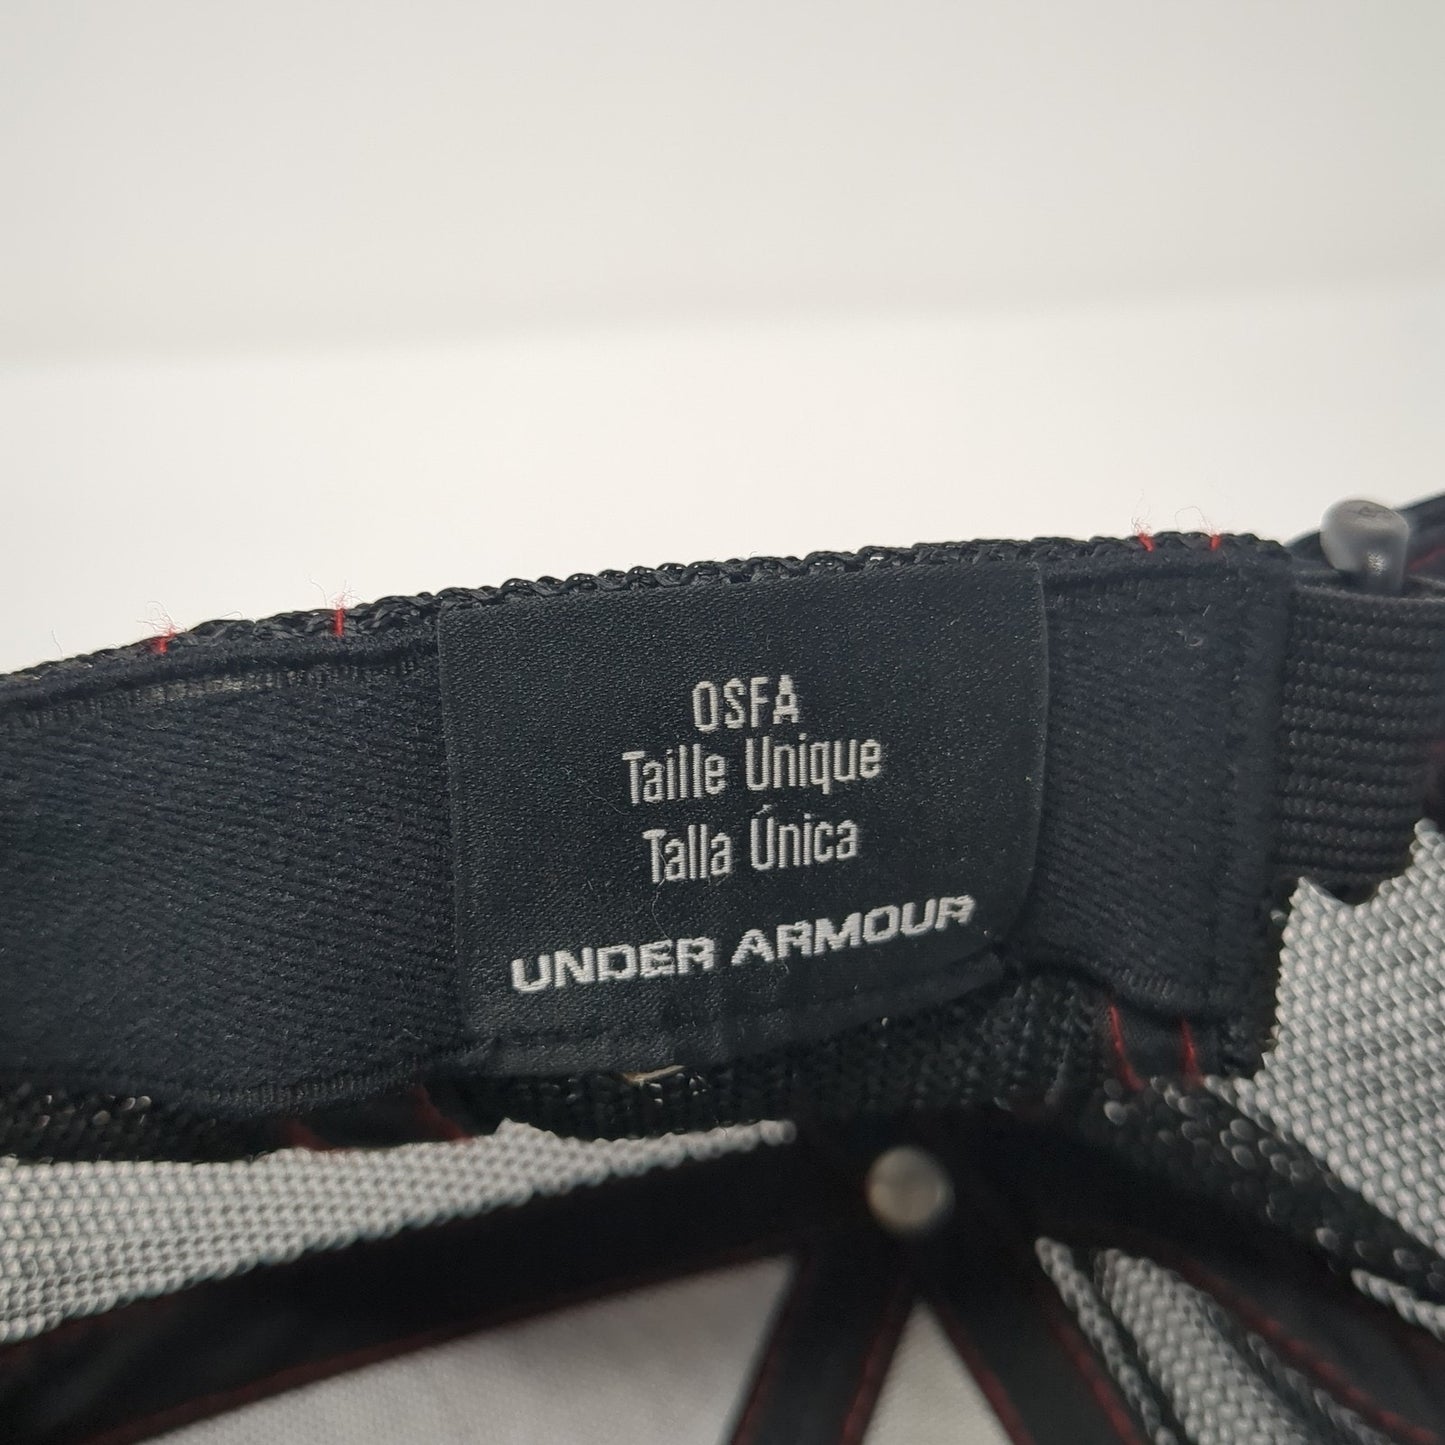 OSFA
Taille Unique
Talla Única
UNDER ARMOUR